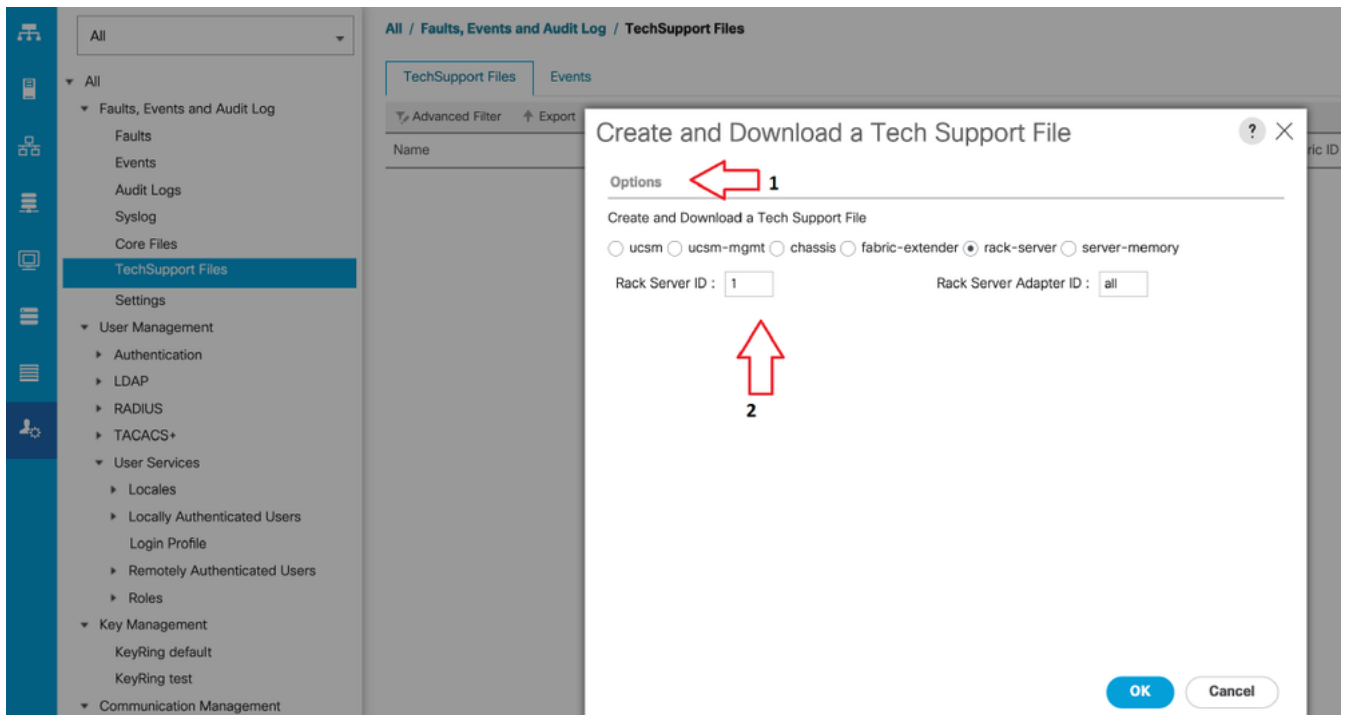 All
All / Faults, Events and Audit Log / TechSupport Files
All
Faults, Events and Audit Log
Faults
Events
Audit Logs
Syslog
Core Files
TechSupport Files
Settings
User Management
Authentication
LDAP
RADIUS
TACACS+
User Services
Locales
Locally Authenticated Users
Login Profile
Remotely Authenticated Users
Roles
Key Management
KeyRing default
KeyRing test
Communication Management
TechSupport Files Events
Advanced Filter Export
Name
ric ID
Create and Download a Tech Support File ?
Options 1
Create and Download a Tech Support File
ucsm ucsm-mgmt chassis fabric-extender rack-server server-memory
Rack Server ID : 1 Rack Server Adapter ID : all
2
OK Cancel